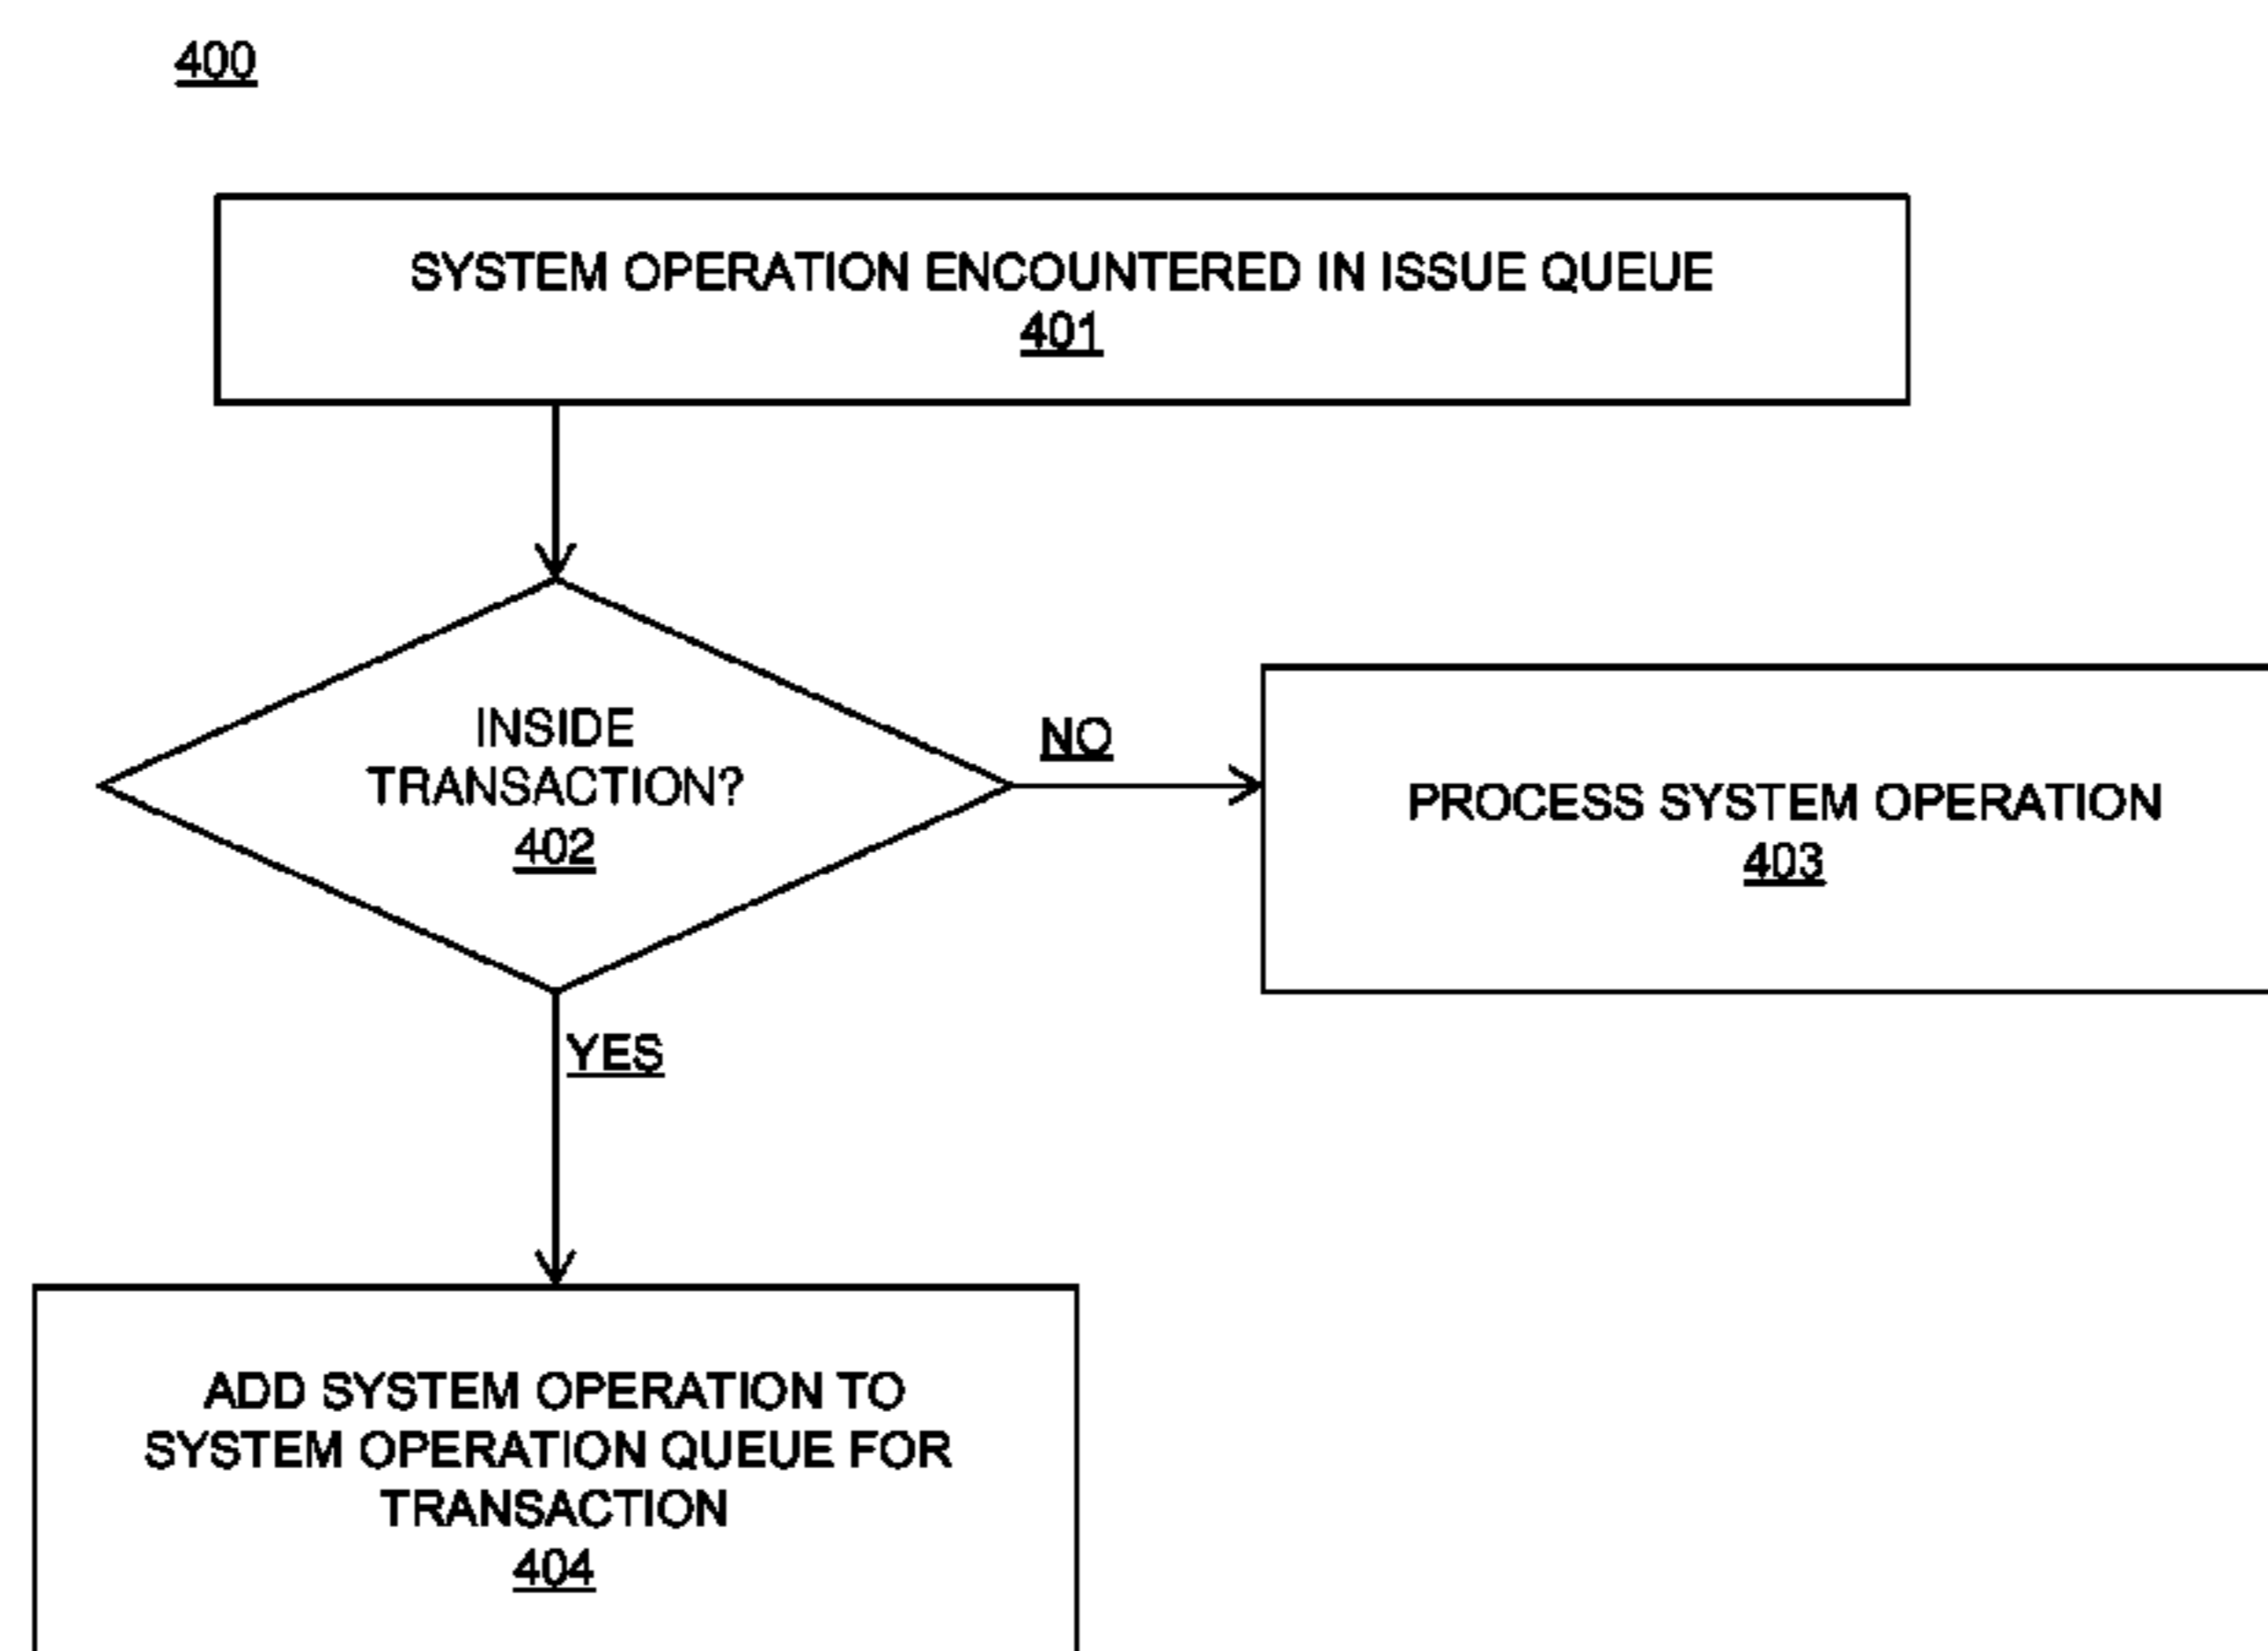 400
SYSTEM OPERATION ENCOUNTERED IN ISSUE QUEUE
401
INSIDE
TRANSACTION?
402
NO
PROCESS SYSTEM OPERATION
403
YES
ADD SYSTEM OPERATION TO
SYSTEM OPERATION QUEUE FOR
TRANSACTION
404